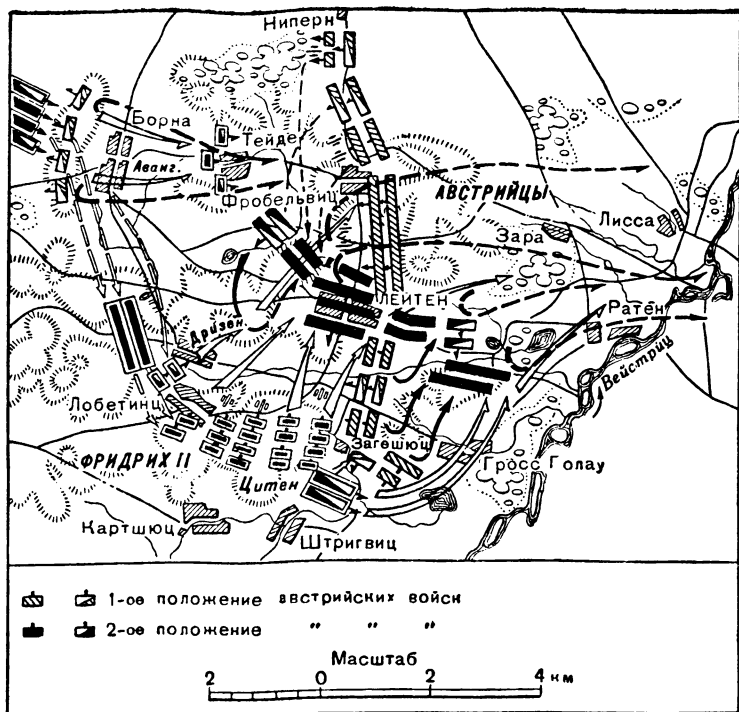 Ниперн
Борна
Тейде
Аванг.
Фробельвиц
АВСТРИЙЦЫ
Лисса
Зара
ЛЕЙТЕН
Ратен
Дризен
Вейстриц
Лобетинц
Загешюц
ФРИДРИХ II
Цитен
Гросс Голау
Картшюц
Штригвиц
1-ое положение австрийских войск
2-ое положение " " "
Масштаб
2 0 2 4 км